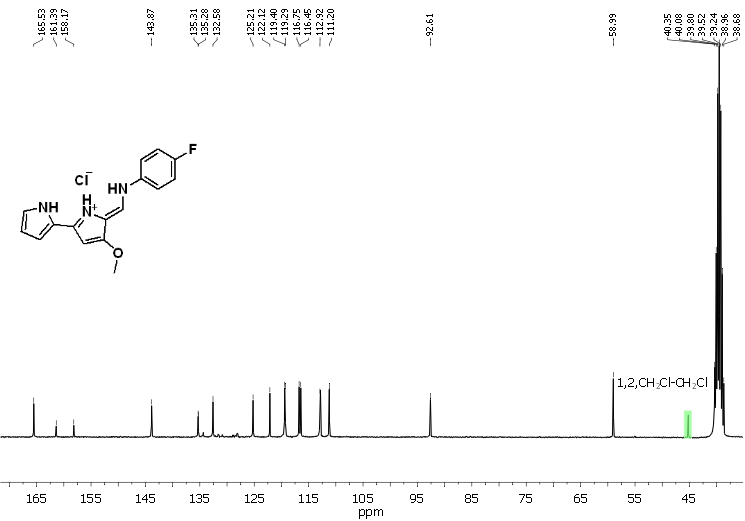 165.53
161.39
158.17
143.87
135.31
135.28
132.58
125.21
122.12
119.40
119.29
116.75
116.45
112.92
111.20
92.61
58.99
40.35
40.08
39.80
39.52
39.24
38.96
38.68
F
Cl⁻
HN
H
N⁺
NH
O
1,2,CH₂Cl-CH₂Cl
165 155 145 135 125 115 105 95 85 75 65 55 45
ppm